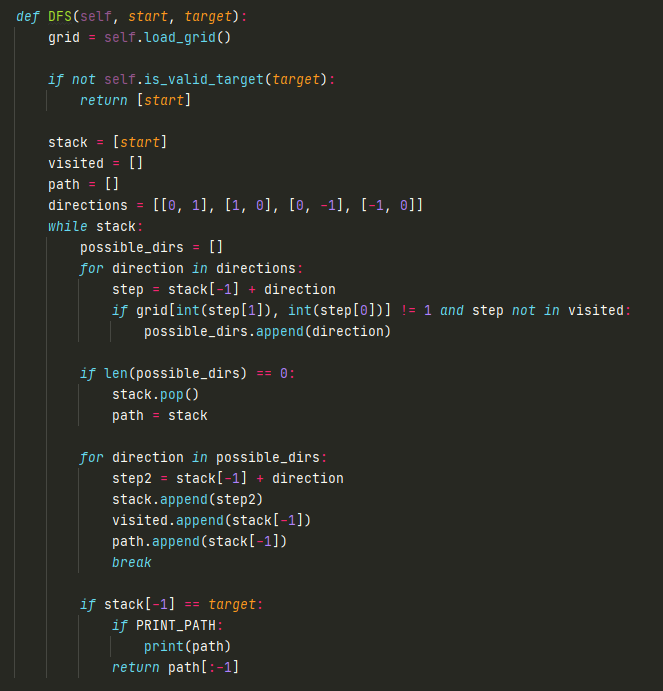 def DFS(self, start, target):
    grid = self.load_grid()

    if not self.is_valid_target(target):
        return [start]

    stack = [start]
    visited = []
    path = []
    directions = [[0, 1], [1, 0], [0, -1], [-1, 0]]
    while stack:
        possible_dirs = []
        for direction in directions:
            step = stack[-1] + direction
            if grid[int(step[1]), int(step[0])] != 1 and step not in visited:
                possible_dirs.append(direction)

        if len(possible_dirs) == 0:
            stack.pop()
            path = stack

        for direction in possible_dirs:
            step2 = stack[-1] + direction
            stack.append(step2)
            visited.append(stack[-1])
            path.append(stack[-1])
            break

        if stack[-1] == target:
            if PRINT_PATH:
                print(path)
            return path[:-1]